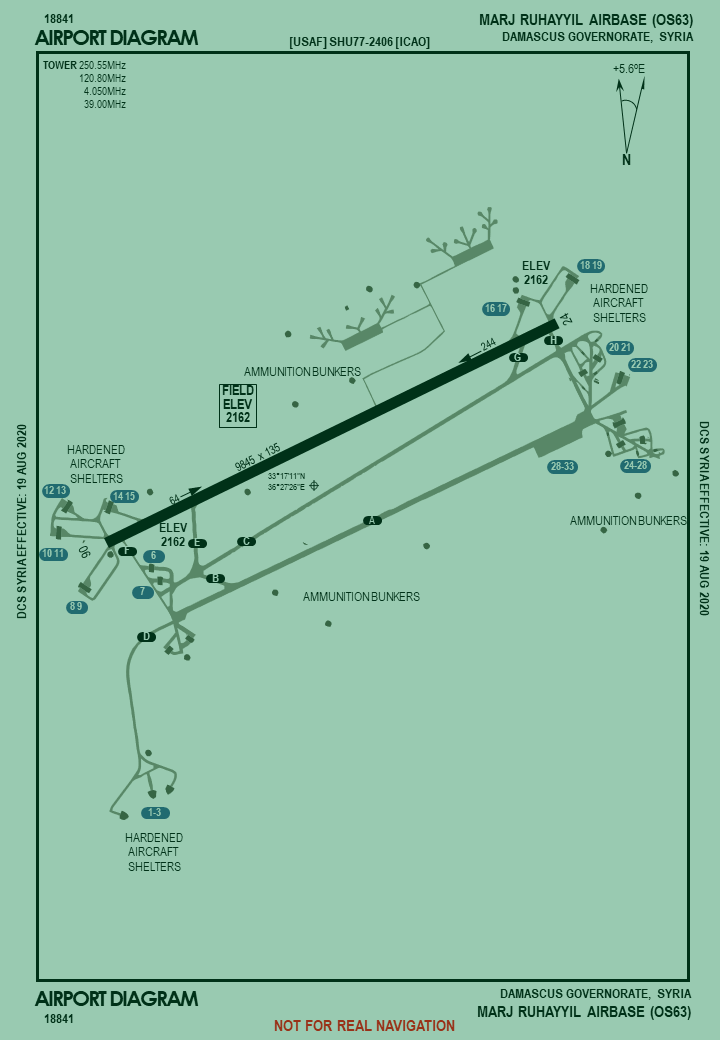 18841
AIRPORT DIAGRAM
[USAF] SHU77-2406 [ICAO]
MARJ RUHAYYIL AIRBASE (OS63)
DAMASCUS GOVERNORATE, SYRIA
TOWER 250.55MHz
120.80MHz
4.050MHz
39.00MHz
+5.6ºE
N
ELEV
2162
18 19
HARDENED
AIRCRAFT
SHELTERS
16 17
24
244
H
G
20 21
22 23
AMMUNITION BUNKERS
FIELD
ELEV
2162
9845 x 135
33°17'11"N
36°27'26"E
28-33
24-28
HARDENED
AIRCRAFT
SHELTERS
12 13
14 15
64
ELEV
2162
A
AMMUNITION BUNKERS
10 11
06
F
E
C
6
B
7
8 9
AMMUNITION BUNKERS
D
1-3
HARDENED
AIRCRAFT
SHELTERS
DCS SYRIA EFFECTIVE: 19 AUG 2020
DCS SYRIA EFFECTIVE: 19 AUG 2020
AIRPORT DIAGRAM
18841
NOT FOR REAL NAVIGATION
DAMASCUS GOVERNORATE, SYRIA
MARJ RUHAYYIL AIRBASE (OS63)